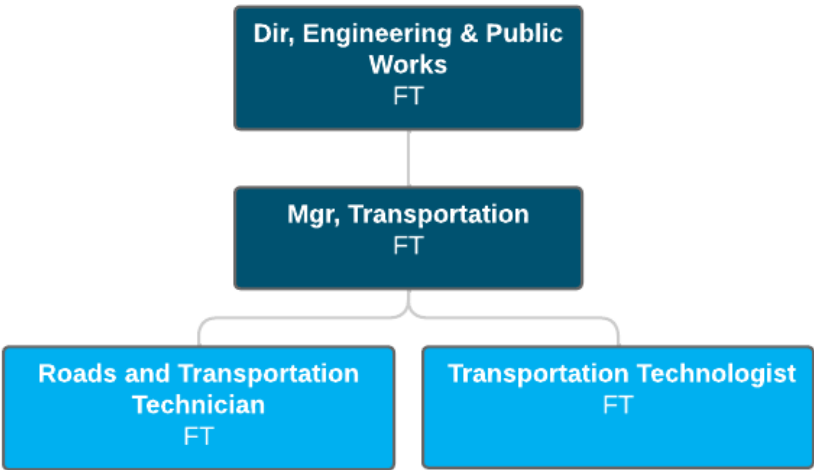 Dir, Engineering & Public
Works
FT
Mgr, Transportation
FT
Roads and Transportation
Technician
FT
Transportation Technologist
FT